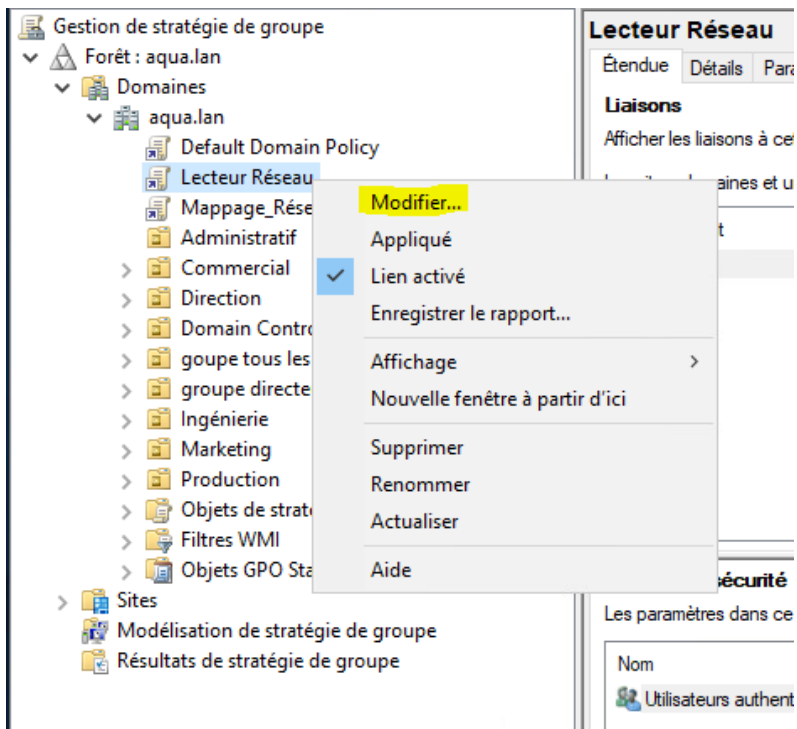 Gestion de stratégie de groupe
Forêt : aqua.lan
Domaines
aqua.lan
Default Domain Policy
Lecteur Réseau
Mappage_Rése
Administratif
Commercial
Direction
Domain Contro
goupe tous les
groupe directe
Ingénierie
Marketing
Production
Objets de strat
Filtres WMI
Objets GPO Sta
Sites
Modélisation de stratégie de groupe
Résultats de stratégie de groupe
Modifier...
Appliqué
Lien activé
Enregistrer le rapport...
Affichage
Nouvelle fenêtre à partir d'ici
Supprimer
Renommer
Actualiser
Aide
Lecteur Réseau
Étendue Détails Para
Liaisons
Afficher les liaisons à cet
aines et u
t
sécurité
Les paramètres dans ce
Nom
Utilisateurs authent